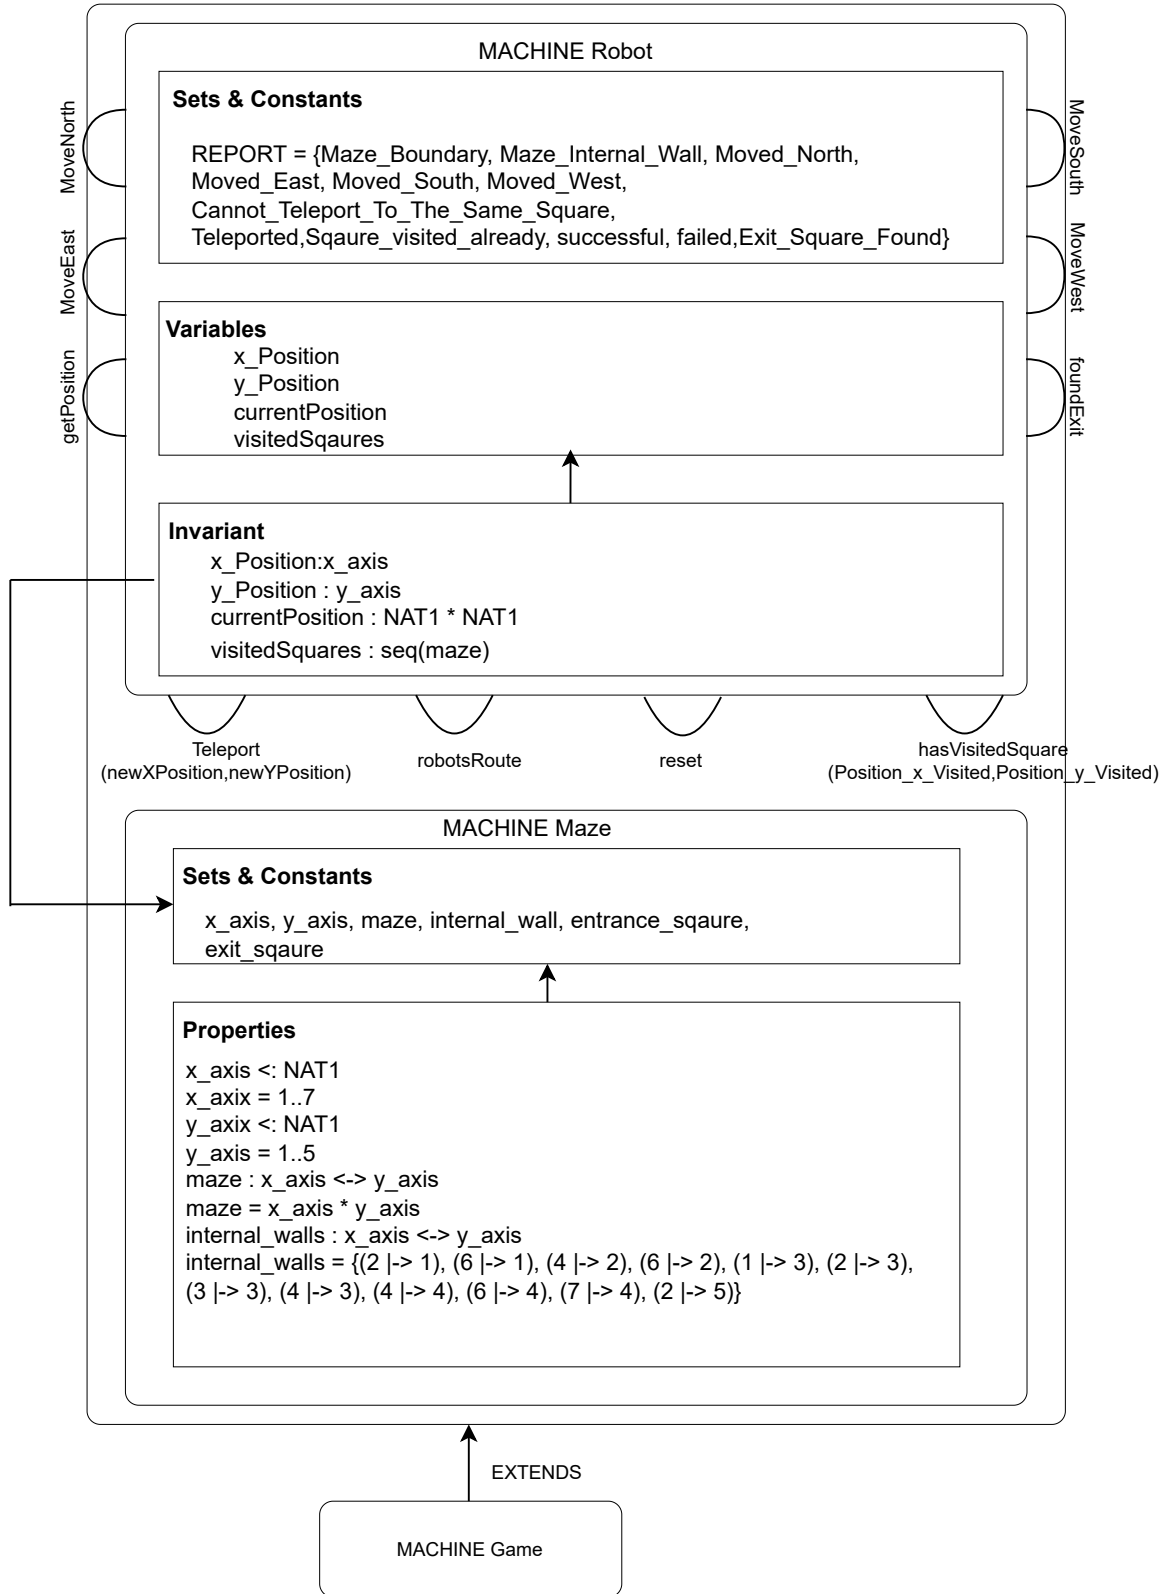 MACHINE Robot
Sets & Constants
REPORT = {Maze_Boundary, Maze_Internal_Wall, Moved_North,
Moved_East, Moved_South, Moved_West,
Cannot_Teleport_To_The_Same_Square,
Teleported,Sqaure_visited_already, successful, failed,Exit_Square_Found}
MoveNorth
MoveSouth
MoveEast
MoveWest
getPosition
foundExit
Variables
x_Position
y_Position
currentPosition
visitedSqaures
Invariant
x_Position:x_axis
y_Position : y_axis
currentPosition : NAT1 * NAT1
visitedSquares : seq(maze)
Teleport
(newXPosition,newYPosition)
robotsRoute
reset
hasVisitedSquare
(Position_x_Visited,Position_y_Visited)
MACHINE Maze
Sets & Constants
x_axis, y_axis, maze, internal_wall, entrance_sqaure,
exit_sqaure
Properties
x_axis <: NAT1
x_axix = 1..7
y_axix <: NAT1
y_axis = 1..5
maze : x_axis <-> y_axis
maze = x_axis * y_axis
internal_walls : x_axis <-> y_axis
internal_walls = {(2 |-> 1), (6 |-> 1), (4 |-> 2), (6 |-> 2), (1 |-> 3), (2 |-> 3),
(3 |-> 3), (4 |-> 3), (4 |-> 4), (6 |-> 4), (7 |-> 4), (2 |-> 5)}
EXTENDS
MACHINE Game